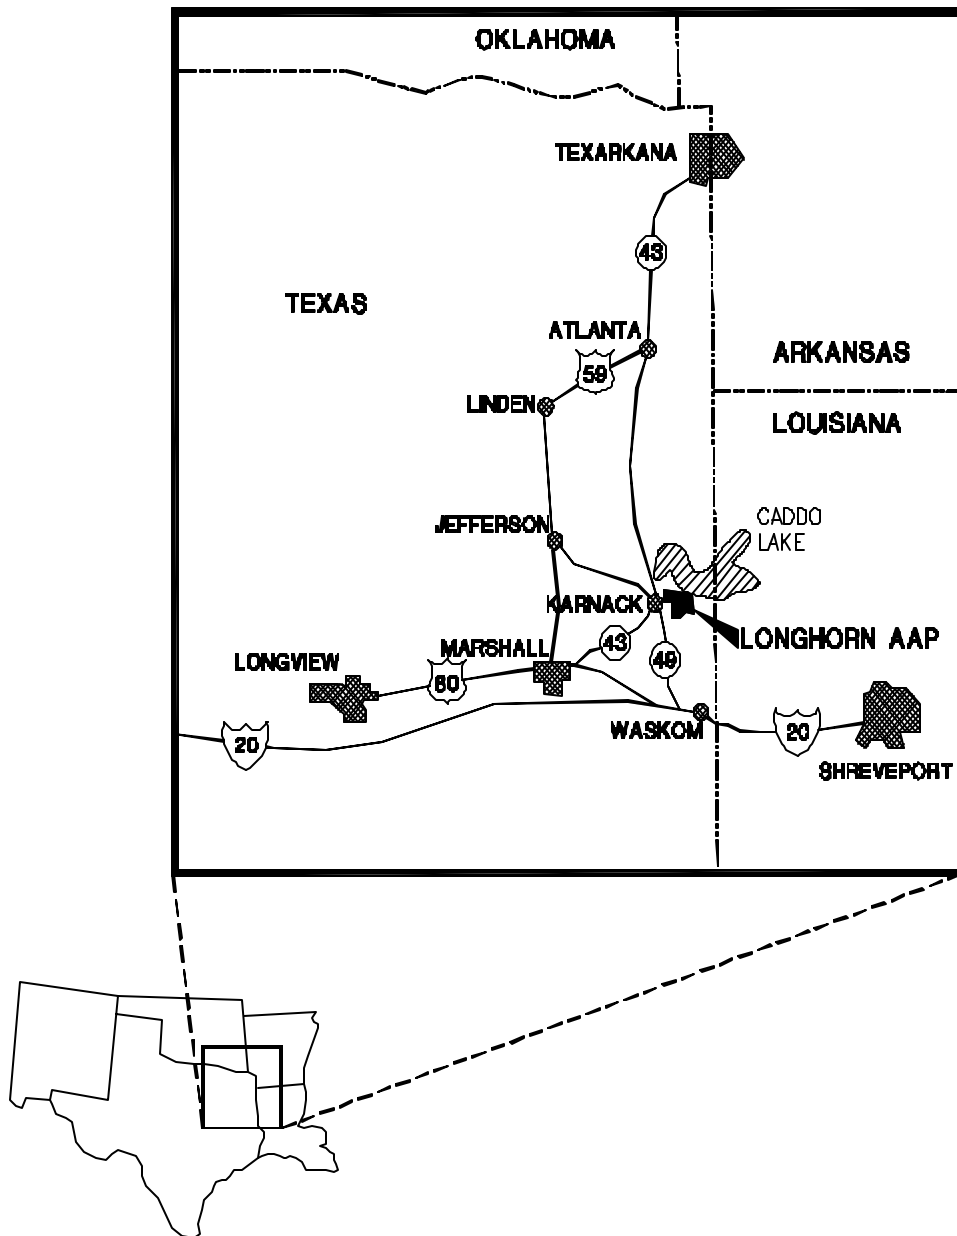 OKLAHOMA
TEXARKANA
43
TEXAS
ATLANTA
ARKANSAS
59
LINDEN
LOUISIANA
JEFFERSON
CADDO
LAKE
KARNACK
LONGHORN AAP
43
MARSHALL
49
LONGVIEW
80
WASKOM
20
20
SHREVEPORT